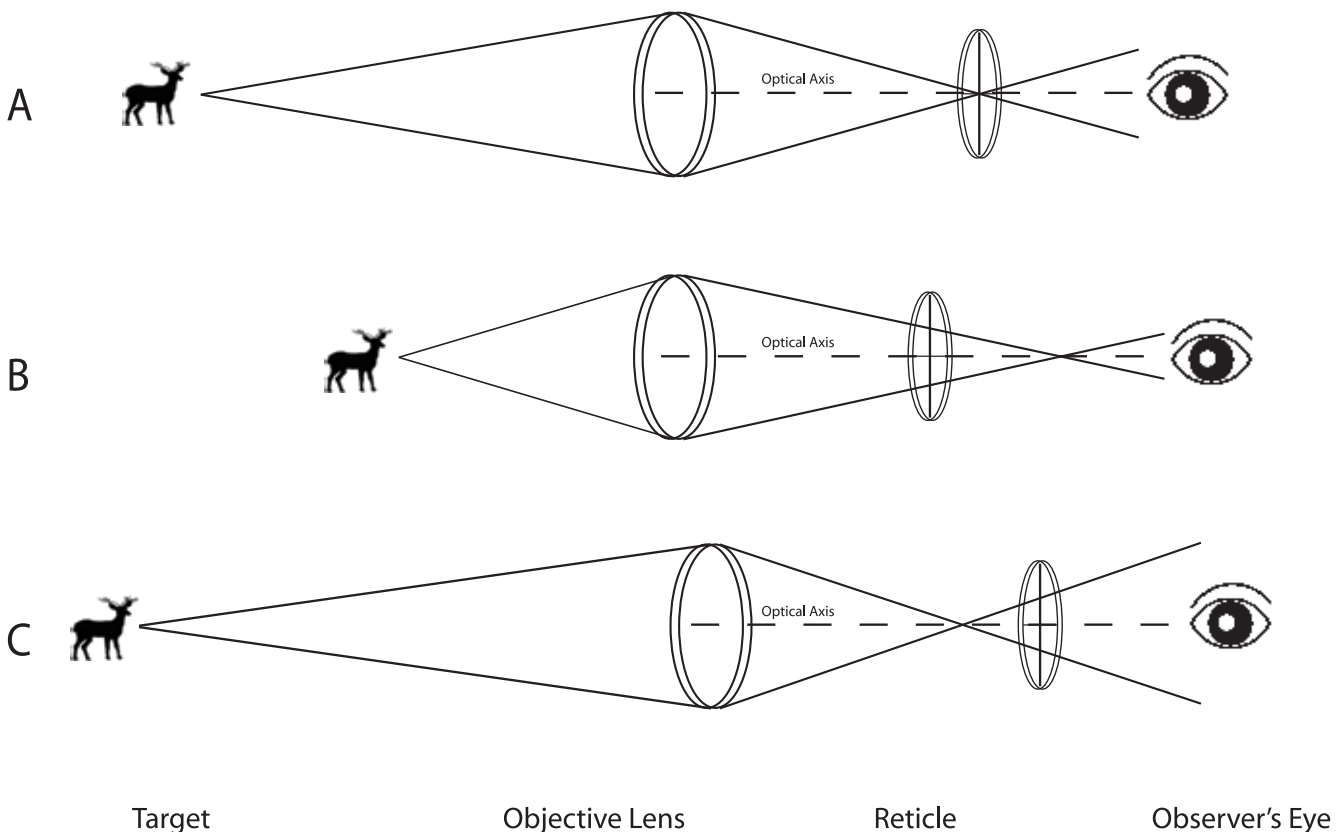 A
Optical Axis
B
Optical Axis
C
Optical Axis
Target Objective Lens Reticle Observer's Eye